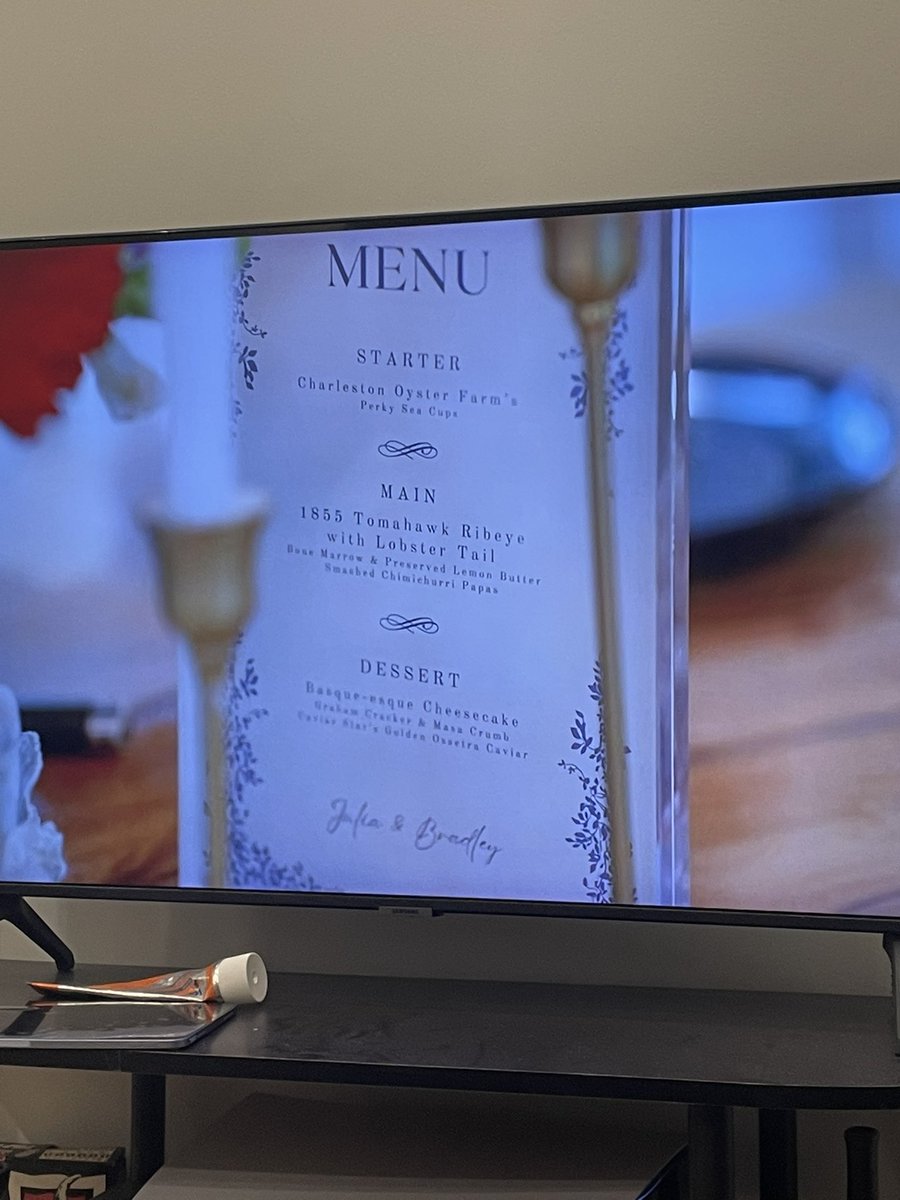 MENU
STARTER
Charleston Oyster Farm's
Perky Sea Cups
MAIN
1855 Tomahawk Ribeye
with Lobster Tail
Bone Marrow & Preserved Lemon Butter
Smashed Chimichurri Papas
DESSERT
Basque-esque Cheesecake
Graham Cracker & Masa Crumb
Caviar Star's Golden Ossetra Caviar
Julia & Bradley
SAMSUNG